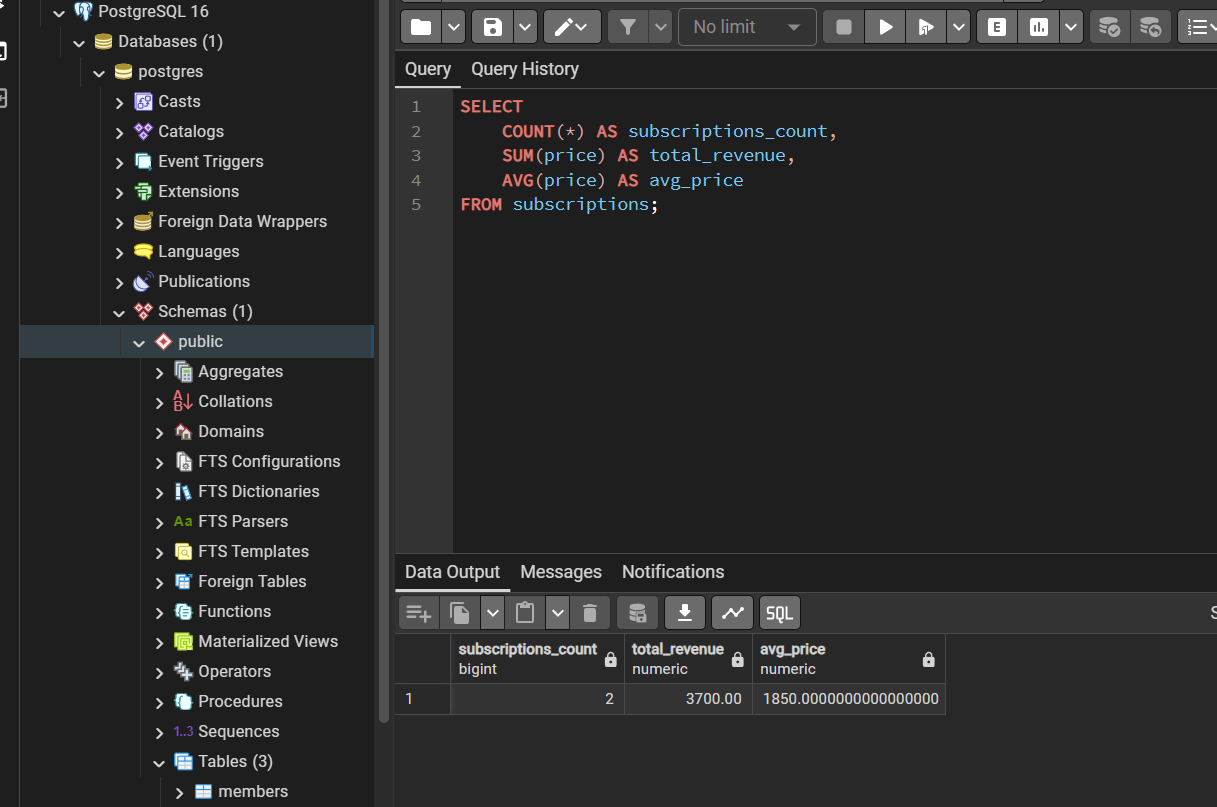 PostgreSQL 16
Databases (1)
postgres
Casts
Catalogs
Event Triggers
Extensions
Foreign Data Wrappers
Languages
Publications
Schemas (1)
public
Aggregates
Collations
Domains
FTS Configurations
FTS Dictionaries
Aa FTS Parsers
FTS Templates
Foreign Tables
Functions
Materialized Views
Operators
Procedures
1..3 Sequences
Tables (3)
members
No limit
E
Query Query History
1 SELECT
2 COUNT(*) AS subscriptions_count,
3 SUM(price) AS total_revenue,
4 AVG(price) AS avg_price
5 FROM subscriptions;
Data Output Messages Notifications
SQL
S
subscriptions_count total_revenue avg_price
bigint numeric numeric
1 2 3700.00 1850.0000000000000000